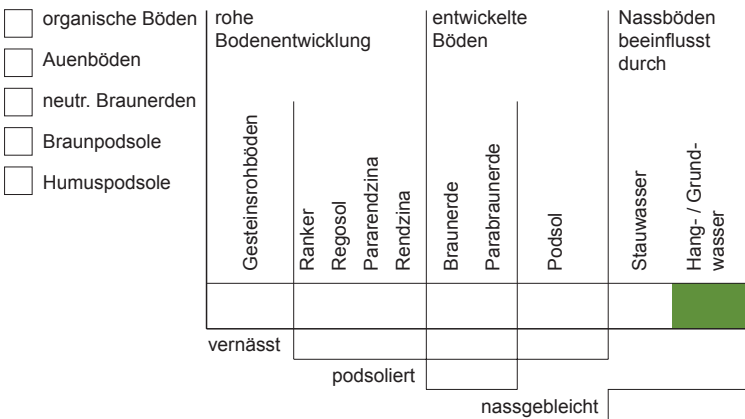 organische Böden
Auenböden
neutr. Braunerden
Braunpodsole
Humuspodsole
rohe
Bodenentwicklung
entwickelte
Böden
Nassböden
beeinflusst
durch
Gesteinsrohböden
Ranker
Regosol
Pararendzina
Rendzina
Braunerde
Parabraunerde
Podsol
Stauwasser
Hang- / Grund-
wasser
vernässt
podsoliert
nassgebleicht